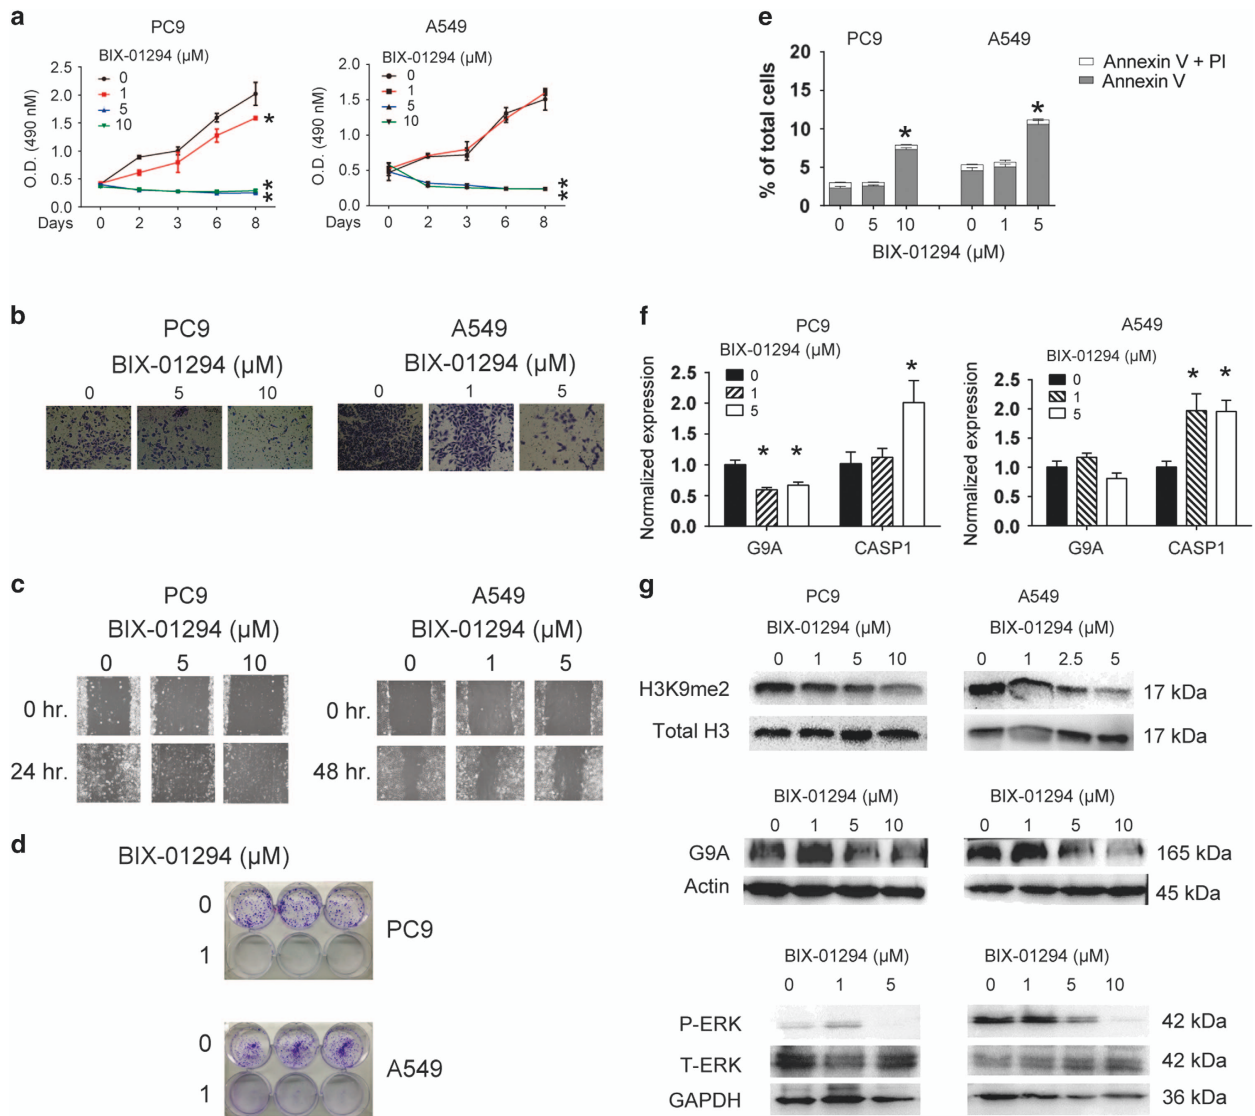 a
PC9
BIX-01294 (µM)
0
1
5
10
O.D. (490 nM)
2.5
2.0
1.5
1.0
0.5
0.0
*
*
*
Days 0 2 3 6 8
A549
BIX-01294 (µM)
0
1
5
10
O.D. (490 nM)
2.0
1.5
1.0
0.5
0.0
*
*
0 2 3 6 8
b
PC9
BIX-01294 (µM)
0 5 10
A549
BIX-01294 (µM)
0 1 5
c
PC9
BIX-01294 (µM)
0 5 10
0 hr.
24 hr.
A549
BIX-01294 (µM)
0 1 5
0 hr.
48 hr.
d
BIX-01294 (µM)
0
1
PC9
0
1
A549
e
PC9 A549
Annexin V + PI
Annexin V
% of total cells
20
15
10
5
0
* *
0 5 10 0 1 5
BIX-01294 (µM)
f
PC9
BIX-01294 (µM)
0
1
5
Normalized expression
2.5
2.0
1.5
1.0
0.5
0.0
* * *
G9A CASP1
A549
BIX-01294 (µM)
0
1
5
Normalized expression
2.5
2.0
1.5
1.0
0.5
0.0
* *
G9A CASP1
g
PC9 A549
BIX-01294 (µM) BIX-01294 (µM)
0 1 5 10 0 1 2.5 5
H3K9me2 17 kDa
Total H3 17 kDa
BIX-01294 (µM) BIX-01294 (µM)
0 1 5 10 0 1 5 10
G9A 165 kDa
Actin 45 kDa
BIX-01294 (µM) BIX-01294 (µM)
0 1 5 0 1 5 10
P-ERK 42 kDa
T-ERK 42 kDa
GAPDH 36 kDa